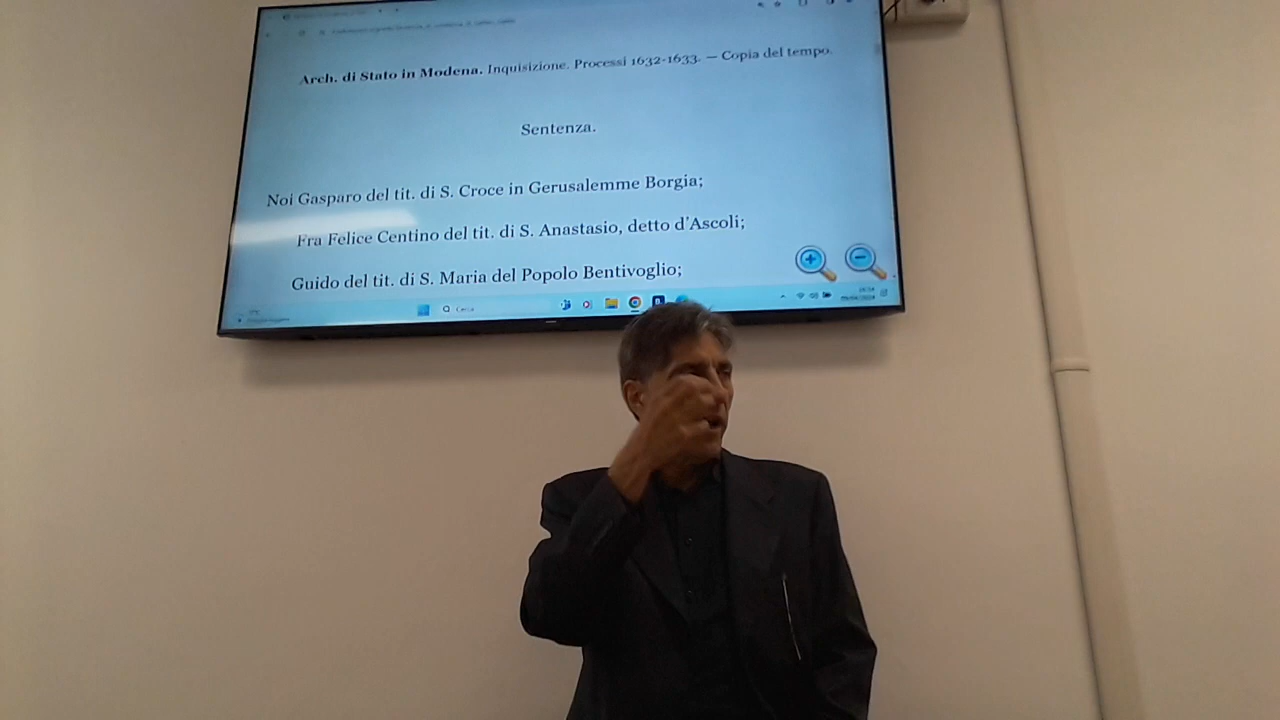 Arch. di Stato in Modena. Inquisizione. Processi 1632-1633. — Copia del tempo.
Sentenza.
Noi Gasparo del tit. di S. Croce in Gerusalemme Borgia;
Fra Felice Centino del tit. di S. Anastasio, detto d'Ascoli;
Guido del tit. di S. Maria del Popolo Bentivoglio;
Cerca